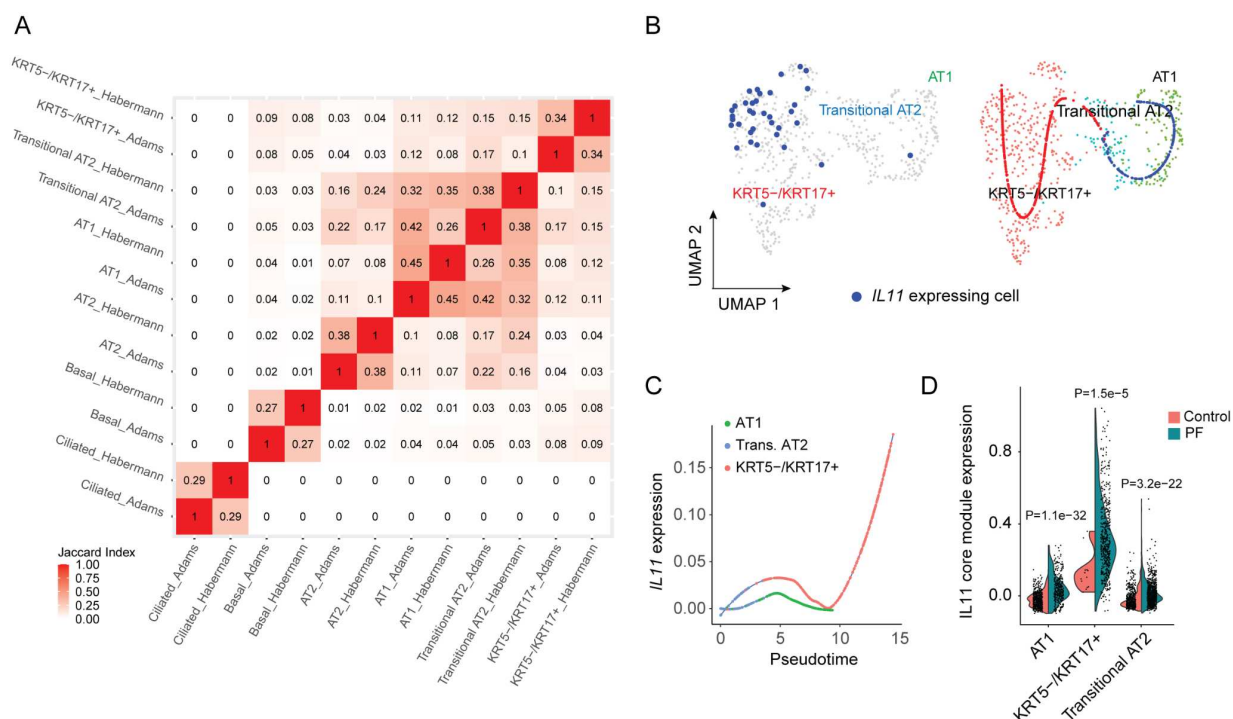 A
KRT5−/KRT17+_Habermann
KRT5−/KRT17+_Adams
Transitional AT2_Habermann
Transitional AT2_Adams
AT1_Habermann
AT1_Adams
AT2_Habermann
AT2_Adams
Basal_Habermann
Basal_Adams
Ciliated_Habermann
Ciliated_Adams
0 0 0.09 0.08 0.03 0.04 0.11 0.12 0.15 0.15 0.34 1
0 0 0.08 0.05 0.04 0.03 0.12 0.08 0.17 0.1 1 0.34
0 0 0.03 0.03 0.16 0.24 0.32 0.35 0.38 1 0.1 0.15
0 0 0.05 0.03 0.22 0.17 0.42 0.26 1 0.38 0.17 0.15
0 0 0.04 0.01 0.07 0.08 0.45 1 0.26 0.35 0.08 0.12
0 0 0.04 0.02 0.11 0.1 1 0.45 0.42 0.32 0.12 0.11
0 0 0.02 0.02 0.38 1 0.1 0.08 0.17 0.24 0.03 0.04
0 0 0.02 0.01 1 0.38 0.11 0.07 0.22 0.16 0.04 0.03
0 0 0.27 1 0.01 0.02 0.02 0.01 0.03 0.03 0.05 0.08
0 0 1 0.27 0.02 0.02 0.04 0.04 0.05 0.03 0.08 0.09
0.29 1 0 0 0 0 0 0 0 0 0 0
1 0.29 0 0 0 0 0 0 0 0 0 0
Jaccard Index
1.00
0.75
0.50
0.25
0.00
Ciliated_Adams
Ciliated_Habermann
Basal_Adams
Basal_Habermann
AT2_Adams
AT2_Habermann
AT1_Adams
AT1_Habermann
Transitional AT2_Adams
Transitional AT2_Habermann
KRT5−/KRT17+_Adams
KRT5−/KRT17+_Habermann
B
AT1
Transitional AT2
KRT5−/KRT17+
UMAP 2
UMAP 1
IL11 expressing cell
AT1
Transitional AT2
KRT5−/KRT17+
C
AT1
Trans. AT2
KRT5−/KRT17+
IL11 expression
0.15
0.10
0.05
0.00
0 5 10 15
Pseudotime
D
P=1.5e−5
Control
PF
P=3.2e−22
P=1.1e−32
IL11 core module expression
0.8
0.4
0.0
AT1
KRT5−/KRT17+
Transitional AT2